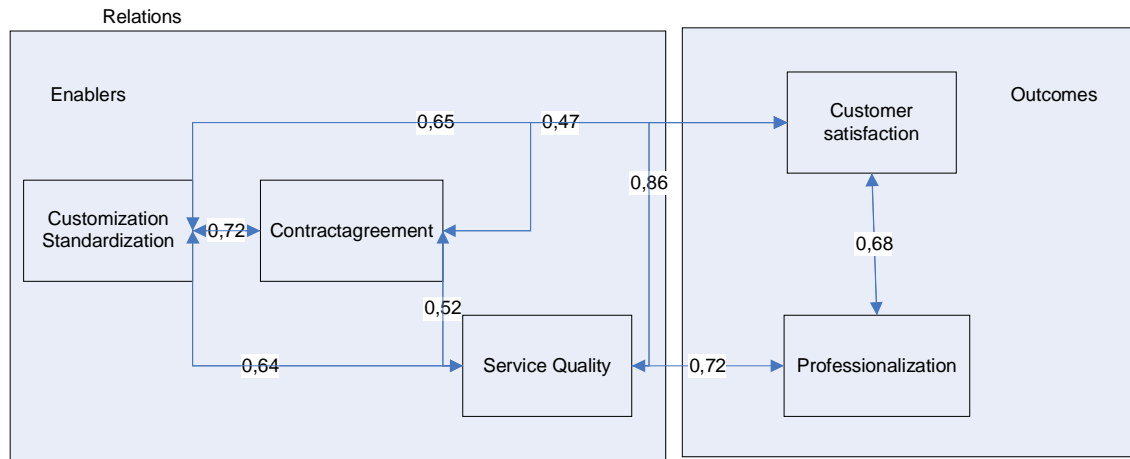 Relations
Enablers
Outcomes
Customer
satisfaction
0,65
0,47
0,86
Customization
Standardization
0,72
Contractagreement
0,68
0,52
0,64
Service Quality
0,72
Professionalization